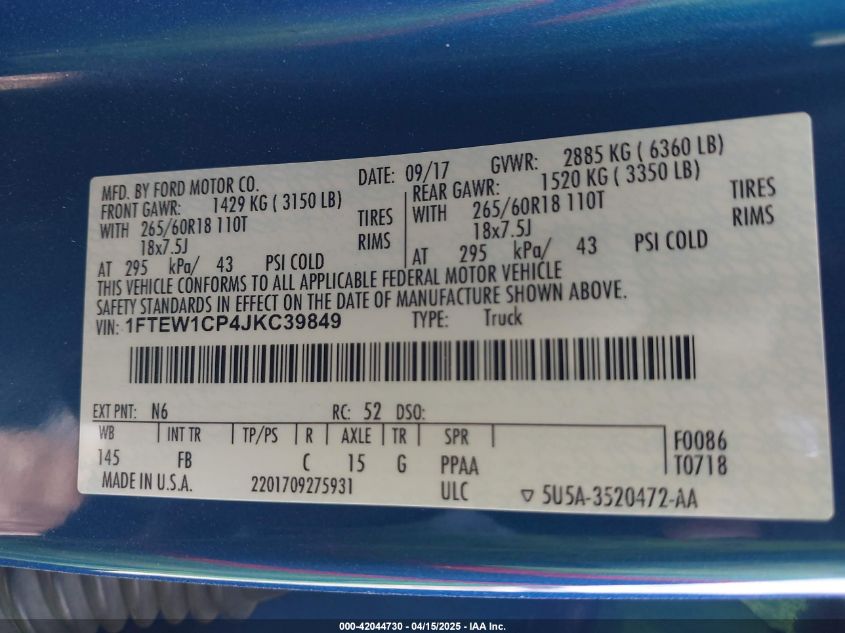 MFD. BY FORD MOTOR CO. DATE: 09/17 GVWR: 2885 KG ( 6360 LB)
FRONT GAWR: 1429 KG ( 3150 LB) REAR GAWR: 1520 KG ( 3350 LB)
WITH 265/60R18 110T TIRES WITH 265/60R18 110T TIRES
18x7.5J RIMS 18x7.5J RIMS
AT 295 kPa/ 43 PSI COLD AT 295 kPa/ 43 PSI COLD
THIS VEHICLE CONFORMS TO ALL APPLICABLE FEDERAL MOTOR VEHICLE
SAFETY STANDARDS IN EFFECT ON THE DATE OF MANUFACTURE SHOWN ABOVE.
VIN: 1FTEW1CP4JKC39849 TYPE: Truck
EXT PNT: N6 RC: 52 DSO:
WB INT TR TP/PS R AXLE TR SPR F0086
145 FB C 15 G PPAA T0718
MADE IN U.S.A. 2201709275931 ULC ▽ 5U5A-3520472-AA
000-42044730 - 04/15/2025 - IAA Inc.